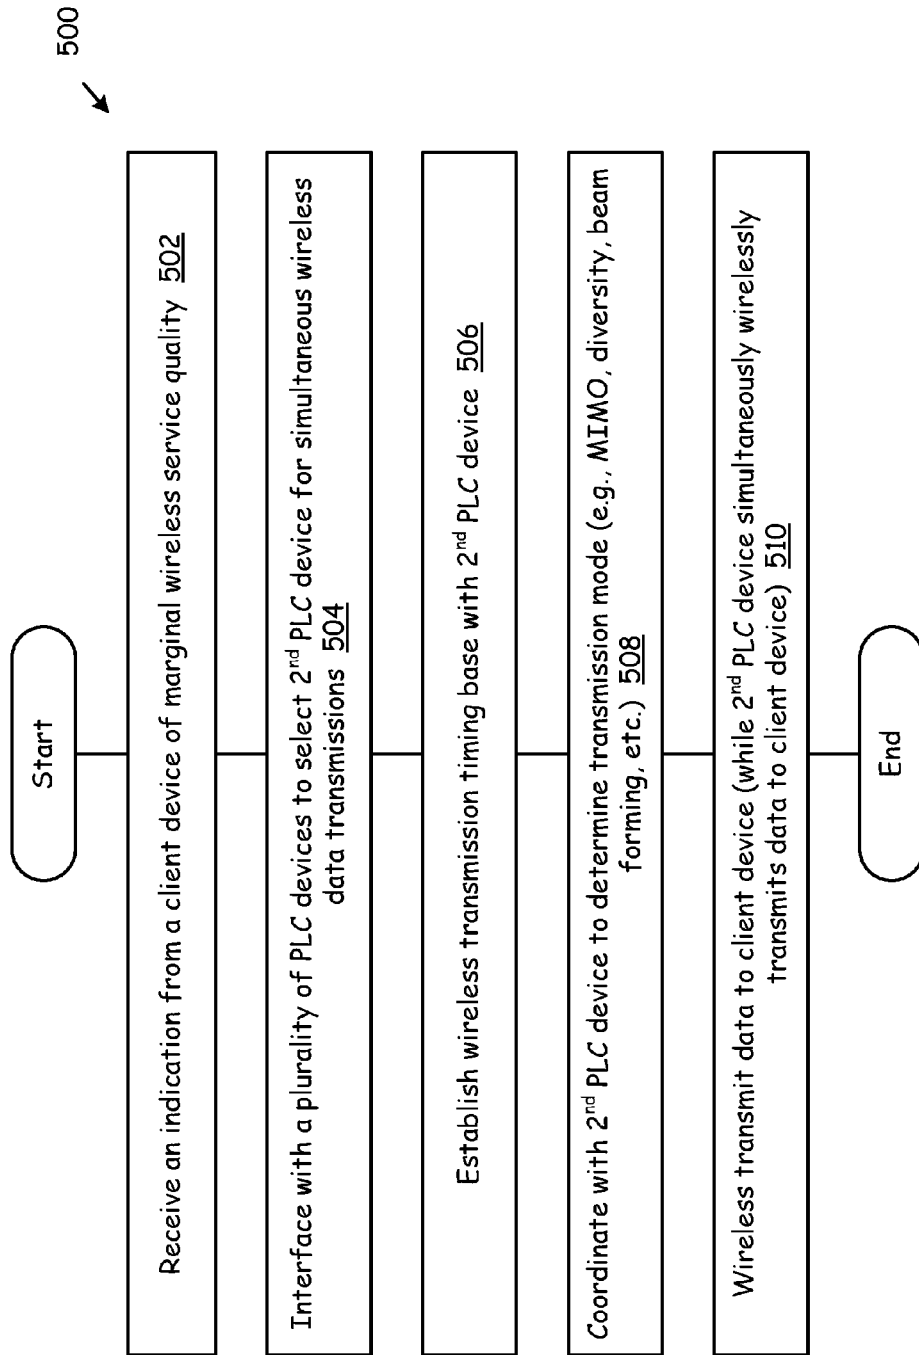 500
Start
Receive an indication from a client device of marginal wireless service quality 502
Interface with a plurality of PLC devices to select 2nd PLC device for simultaneous wireless
data transmissions 504
Establish wireless transmission timing base with 2nd PLC device 506
Coordinate with 2nd PLC device to determine transmission mode (e.g., MIMO, diversity, beam
forming, etc.) 508
Wireless transmit data to client device (while 2nd PLC device simultaneously wirelessly
transmits data to client device) 510
End